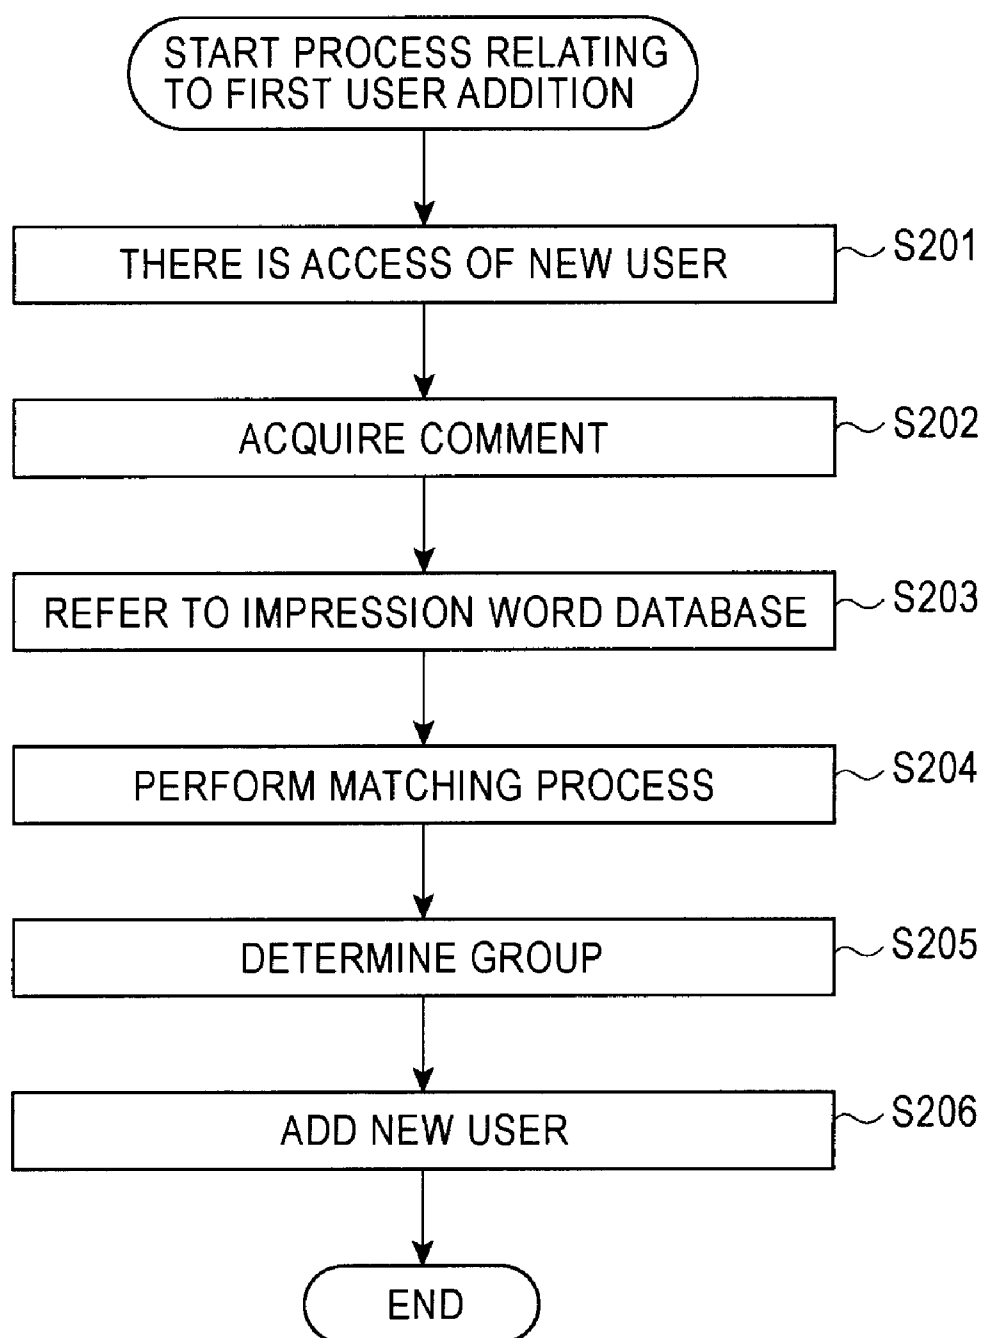 START PROCESS RELATING
TO FIRST USER ADDITION
THERE IS ACCESS OF NEW USER
S201
ACQUIRE COMMENT
S202
REFER TO IMPRESSION WORD DATABASE
S203
PERFORM MATCHING PROCESS
S204
DETERMINE GROUP
S205
ADD NEW USER
S206
END